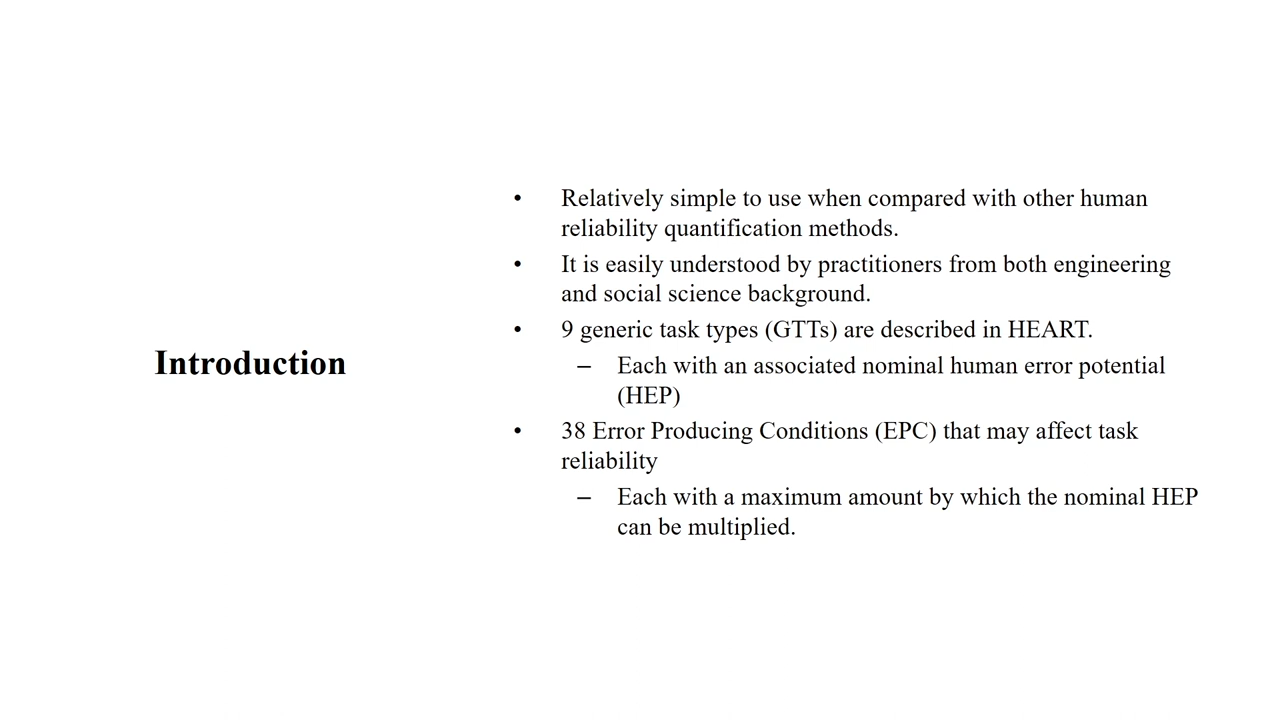 Introduction
• Relatively simple to use when compared with other human
reliability quantification methods.
• It is easily understood by practitioners from both engineering
and social science background.
• 9 generic task types (GTTs) are described in HEART.
– Each with an associated nominal human error potential
(HEP)
• 38 Error Producing Conditions (EPC) that may affect task
reliability
– Each with a maximum amount by which the nominal HEP
can be multiplied.